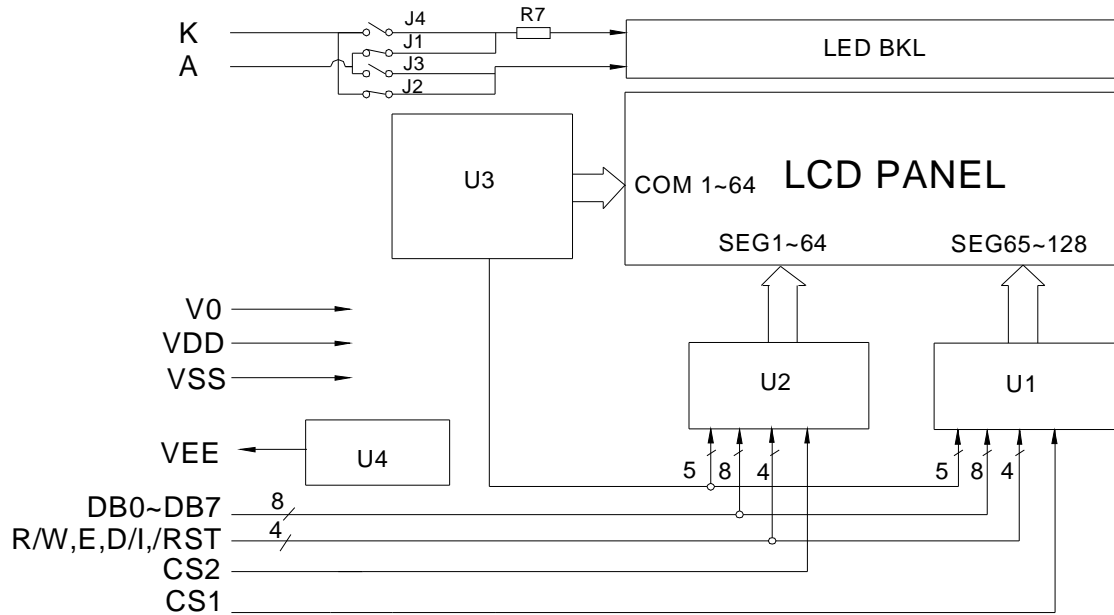 K
A
J4
J1
J3
J2
R7
LED BKL
U3
COM 1~64
LCD PANEL
SEG1~64
SEG65~128
V0
VDD
VSS
U2
U1
VEE
U4
5
8
4
5
8
4
DB0~DB7
8
R/W,E,D/I,/RST
4
CS2
CS1